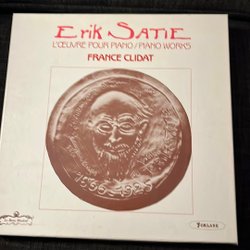 Erik Satie
L'ŒUVRE POUR PIANO/PIANO WORKS
FRANCE CLIDAT
1866-1925
FORLANE